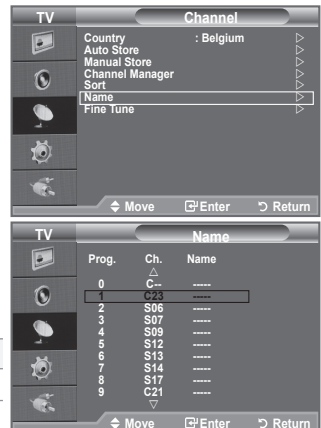 TV Channel
Country : Belgium ▷
Auto Store ▷
Manual Store ▷
Channel Manager ▷
Sort ▷
Name ▷
Fine Tune ▷
Move Enter Return
TV Name
Prog. Ch. Name
△
0 C-- -----
1 C23 -----
2 S06 -----
3 S07 -----
4 S09 -----
5 S12 -----
6 S13 -----
7 S14 -----
8 S17 -----
9 C21 -----
▽
Move Enter Return